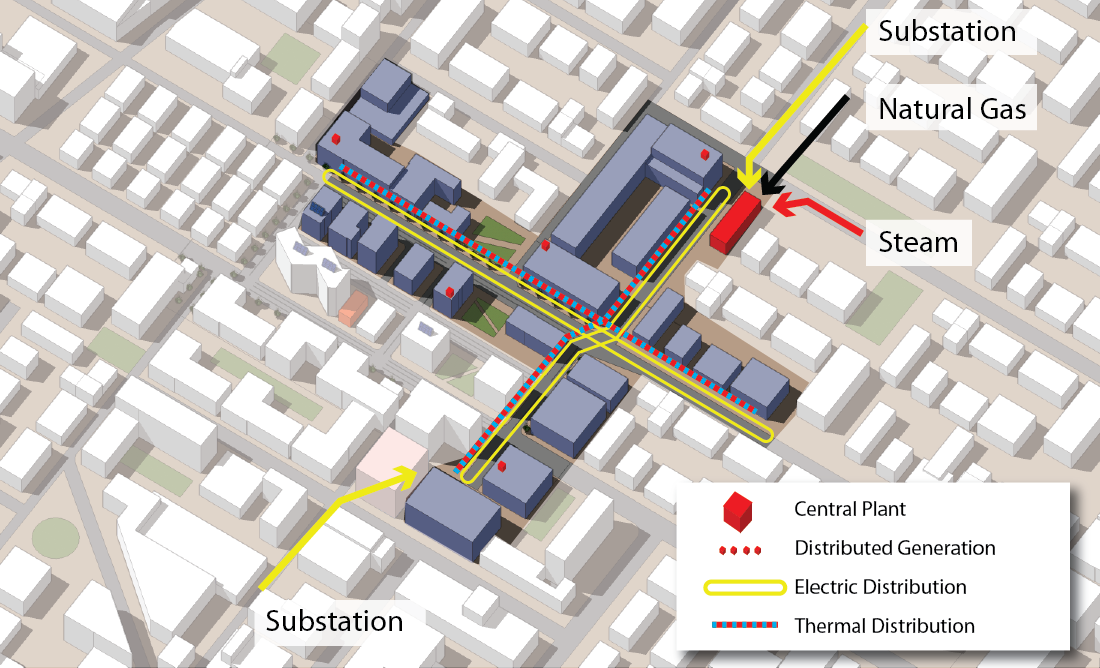 Substation
Natural Gas
Steam
Substation
Central Plant
Distributed Generation
Electric Distribution
Thermal Distribution